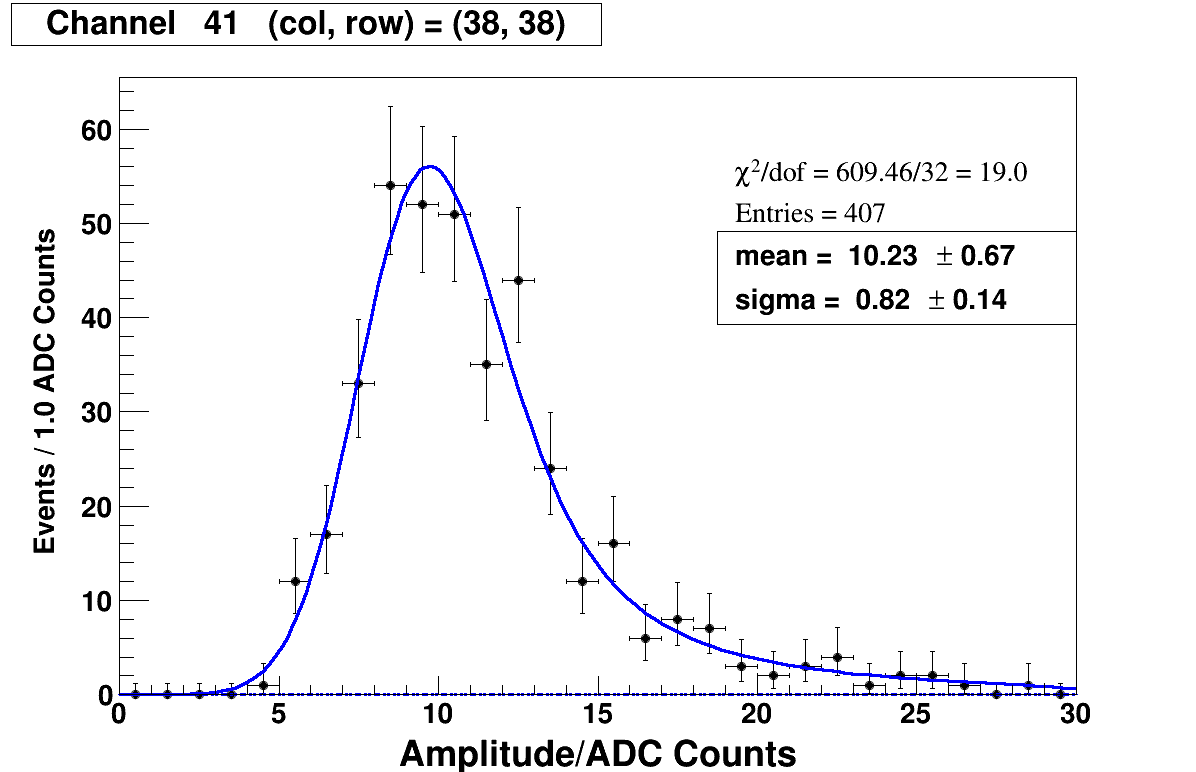 Channel 41 (col, row) = (38, 38)
χ²/dof = 609.46/32 = 19.0
Entries = 407
mean = 10.23 ± 0.67
sigma = 0.82 ± 0.14
Events / 1.0 ADC Counts
60
50
40
30
20
10
0
0 5 10 15 20 25 30
Amplitude/ADC Counts